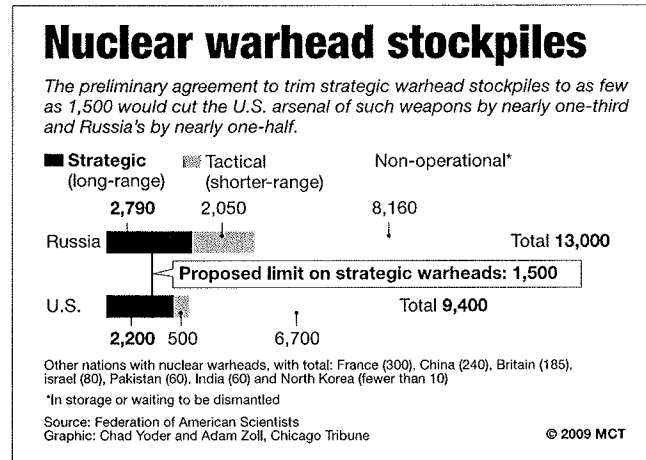 Nuclear warhead stockpiles
The preliminary agreement to trim strategic warhead stockpiles to as few
as 1,500 would cut the U.S. arsenal of such weapons by nearly one-third
and Russia's by nearly one-half.
Strategic Tactical Non-operational*
(long-range) (shorter-range)
2,790 2,050 8,160
Russia Total 13,000
Proposed limit on strategic warheads: 1,500
U.S. Total 9,400
2,200 500 6,700
Other nations with nuclear warheads, with total: France (300), China (240), Britain (185),
israel (80), Pakistan (60). India (60) and North Korea (fewer than 10)
*In storage or waiting to be dismantled
Source: Federation of American Scientists
Graphic: Chad Yoder and Adam Zoll, Chicago Tribune © 2009 MCT